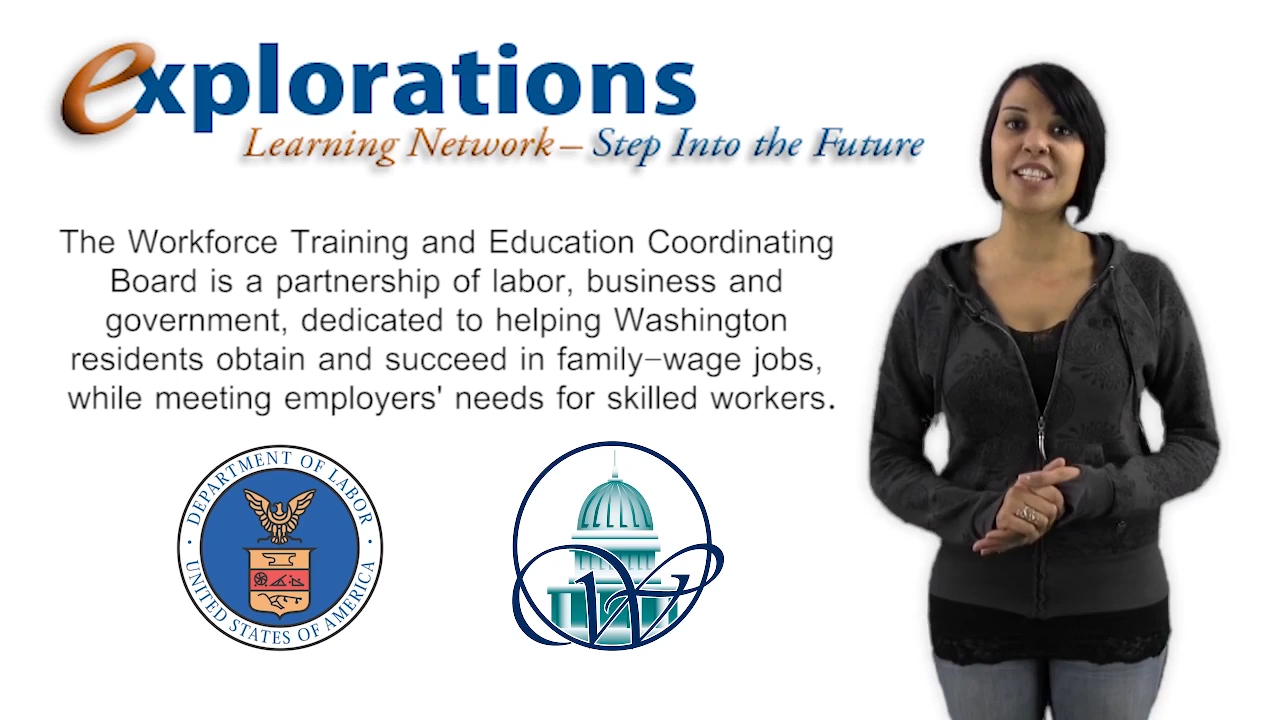 explorations
Learning Network – Step Into the Future
The Workforce Training and Education Coordinating
Board is a partnership of labor, business and
government, dedicated to helping Washington
residents obtain and succeed in family-wage jobs,
while meeting employers' needs for skilled workers.
DEPARTMENT OF LABOR
UNITED STATES OF AMERICA
W